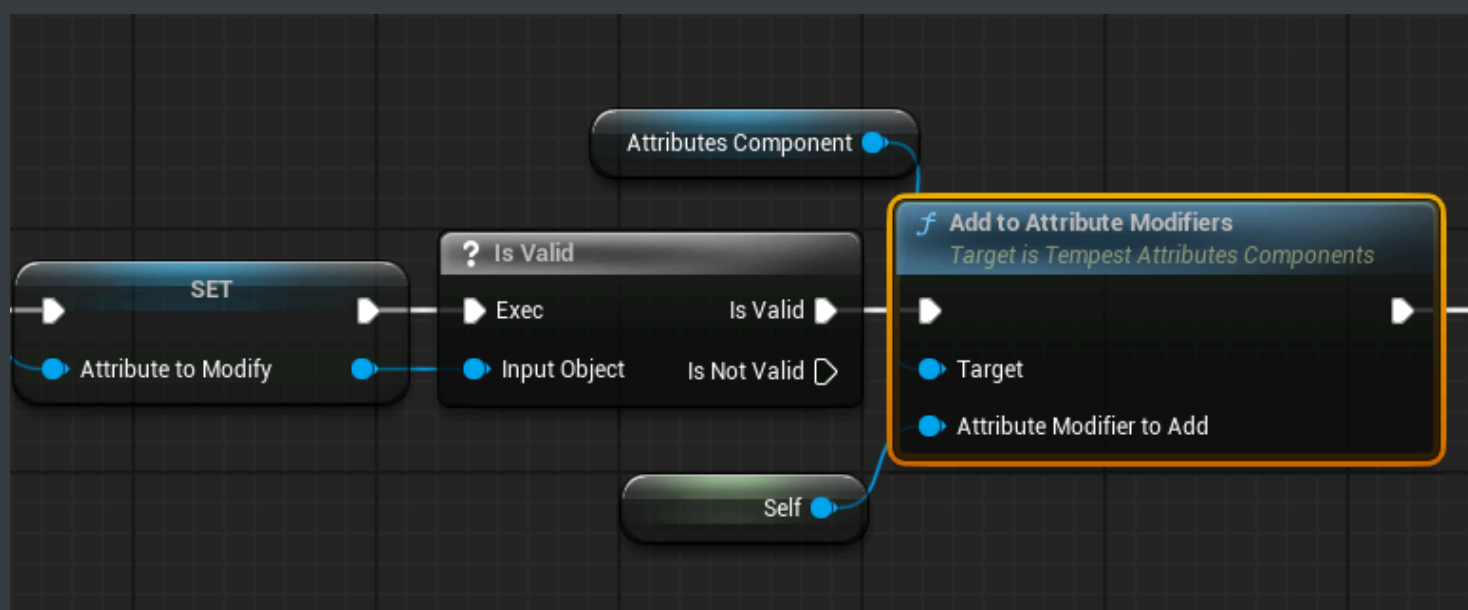 Attributes Component
ƒ Add to Attribute Modifiers
Target is Tempest Attributes Components
? Is Valid
SET
Exec
Is Valid
Attribute to Modify
Input Object
Is Not Valid
Target
Attribute Modifier to Add
Self